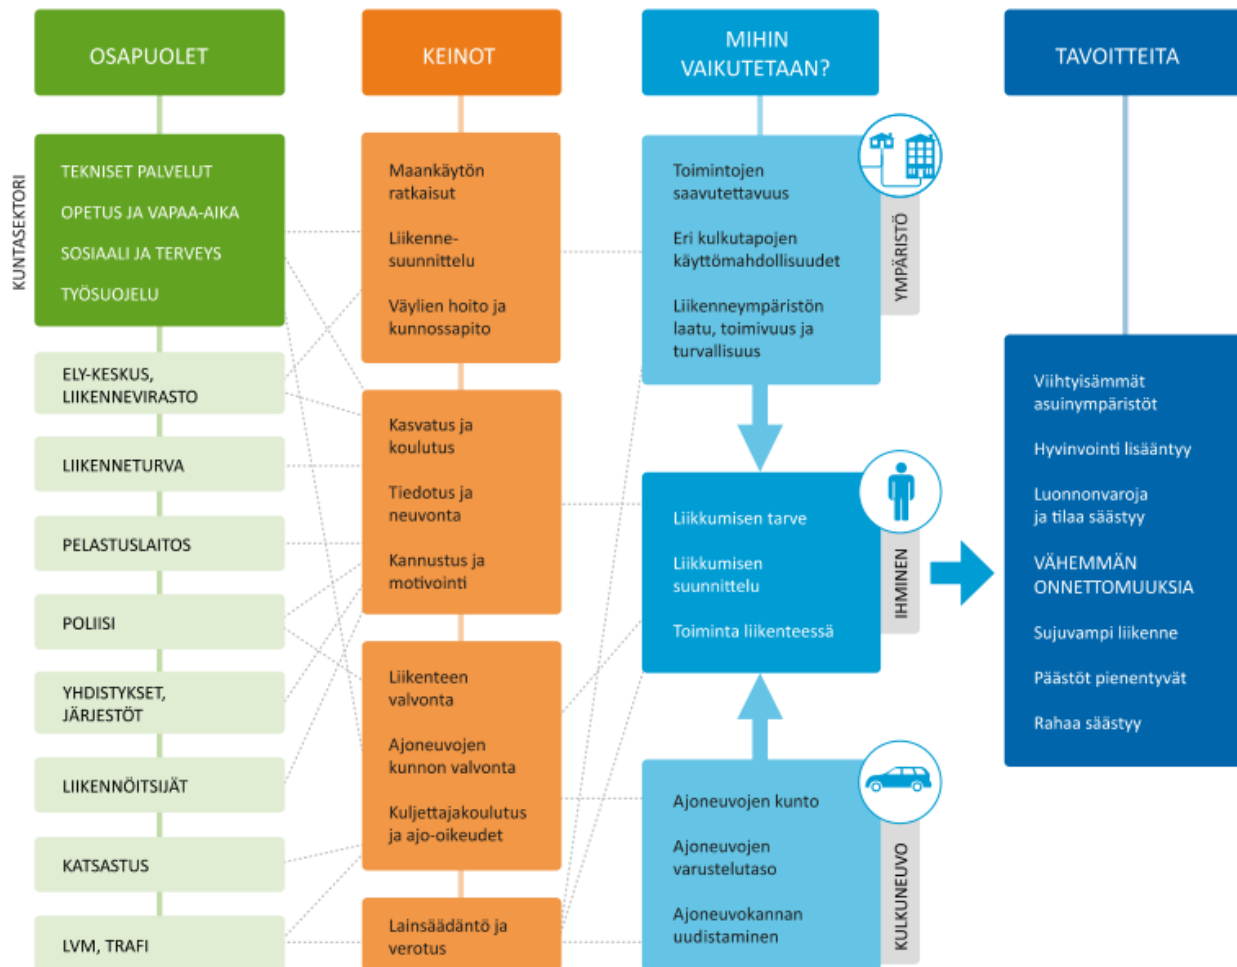 OSAPUOLET
KUNTASEKTORI
TEKNISET PALVELUT
OPETUS JA VAPAA-AIKA
SOSIAALI JA TERVEYS
TYÖSUOJELU
ELY-KESKUS,
LIIKENNEVIRASTO
LIIKENNETURVA
PELASTUSLAITOS
POLIISI
YHDISTYKSET,
JÄRJESTÖT
LIIKENNÖITSIJÄT
KATSASTUS
LVM, TRAFI
KEINOT
Maankäytön
ratkaisut
Liikenne-
suunnittelu
Väylien hoito ja
kunnossapito
Kasvatus ja
koulutus
Tiedotus ja
neuvonta
Kannustus ja
motivointi
Liikenteen
valvonta
Ajoneuvojen
kunnon valvonta
Kuljettajakoulutus
ja ajo-oikeudet
Lainsäädäntö ja
verotus
MIHIN
VAIKUTETAAN?
Toimintojen
saavutettavuus
Eri kulkutapojen
käyttömahdollisuudet
Liikenneympäristön
laatu, toimivuus ja
turvallisuus
YMPÄRISTÖ
Liikkumisen tarve
Liikkumisen
suunnittelu
Toiminta liikenteessä
IHMINEN
Ajoneuvojen kunto
Ajoneuvojen
varustelutaso
Ajoneuvokannan
uudistaminen
KULKUNEUVO
TAVOITTEITA
Viihtyisämmät
asuinympäristöt
Hyvinvointi lisääntyy
Luonnonvaroja
ja tilaa säästyy
VÄHEMMÄN
ONNETTOMUUKSIA
Sujuvampi liikenne
Päästöt pienentyvät
Rahaa säästyy